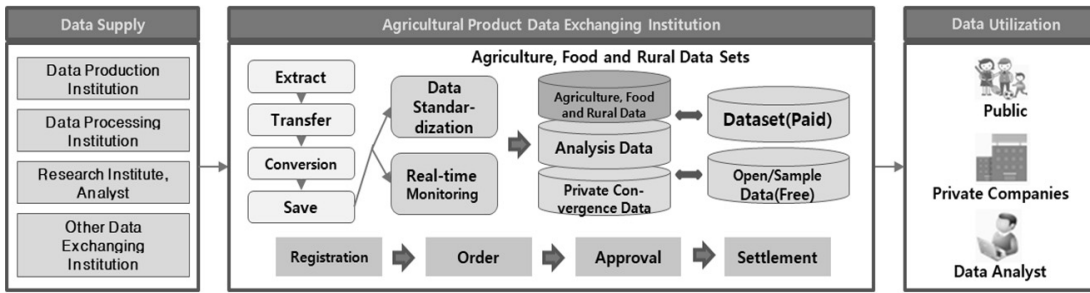 Data Supply
Data Production
Institution
Data Processing
Institution
Research Institute,
Analyst
Other Data
Exchanging
Institution
Agricultural Product Data Exchanging Institution
Agriculture, Food and Rural Data Sets
Extract
Transfer
Conversion
Save
Data
Standar-
dization
Real-time
Monitoring
Agriculture, Food
and Rural Data
Analysis Data
Private Con-
vergence Data
Dataset(Paid)
Open/Sample
Data(Free)
Registration
Order
Approval
Settlement
Data Utilization
Public
Private Companies
Data Analyst